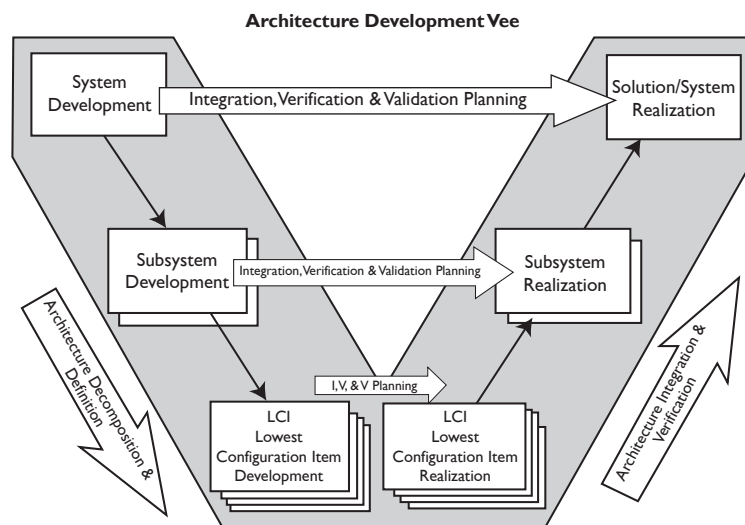 Architecture Development Vee
System
Development
Integration, Verification & Validation Planning
Solution/System
Realization
Subsystem
Development
Integration, Verification & Validation Planning
Subsystem
Realization
Architecture Decomposition &
Definition
I, V, & V Planning
LCI
Lowest
Configuration Item
Development
LCI
Lowest
Configuration Item
Realization
Architecture Integration &
Verification